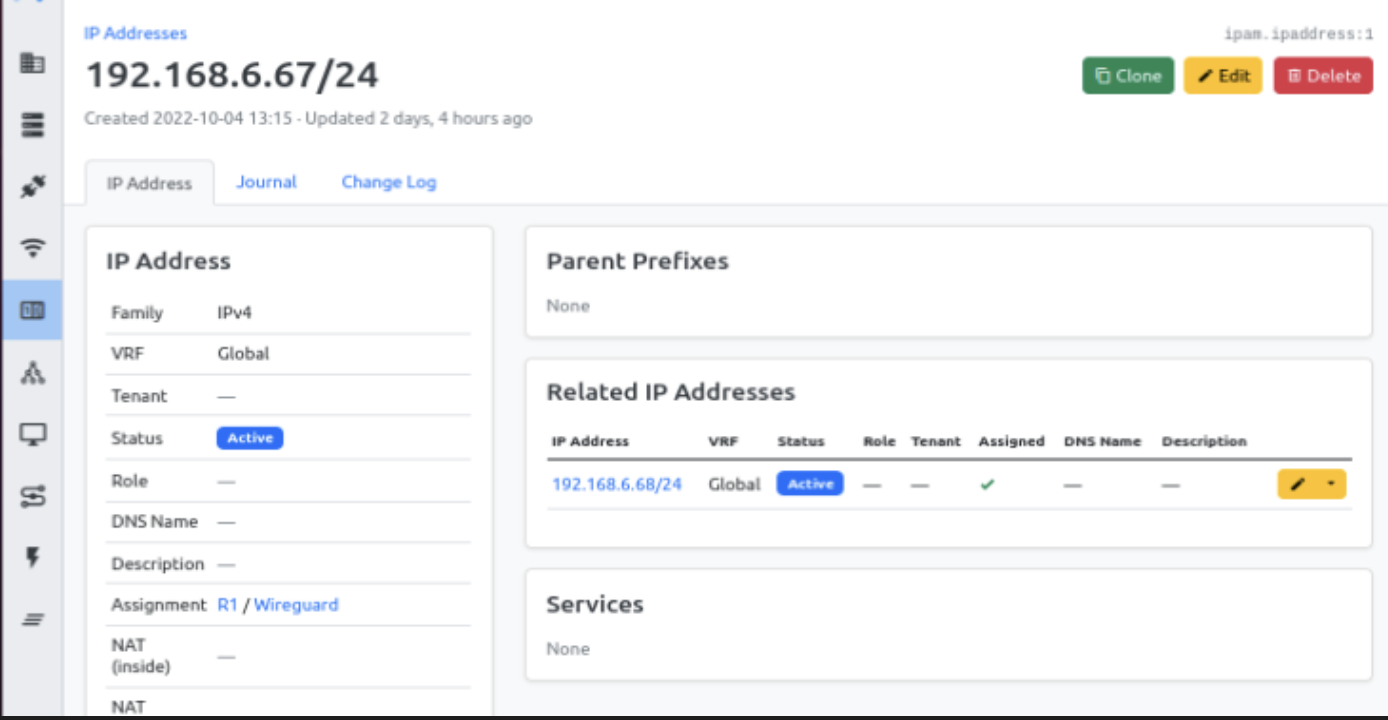 IP Addresses
ipam.ipaddress:1
192.168.6.67/24
Clone
Edit
Delete
Created 2022-10-04 13:15 · Updated 2 days, 4 hours ago
IP Address
Journal
Change Log
IP Address
Family IPv4
VRF Global
Tenant —
Status Active
Role —
DNS Name —
Description —
Assignment R1 / Wireguard
NAT
(inside) —
NAT
Parent Prefixes
None
Related IP Addresses
IP Address VRF Status Role Tenant Assigned DNS Name Description
192.168.6.68/24 Global Active — — ✓ — —
Services
None